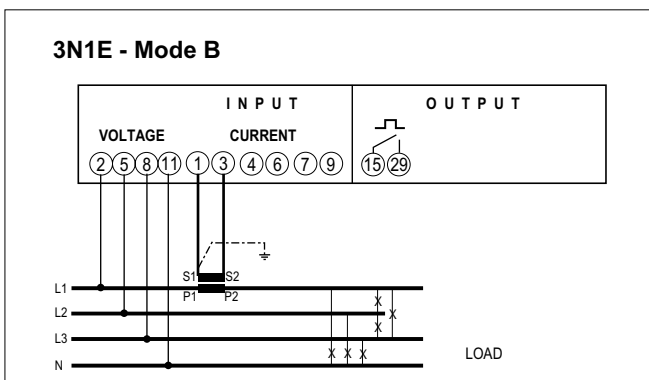 3N1E - Mode B
INPUT OUTPUT
VOLTAGE CURRENT
2 5 8 11 1 3 4 6 7 9 15 29
S1 S2
L1 P1 P2
L2 X X
X
L3
X X X LOAD
N